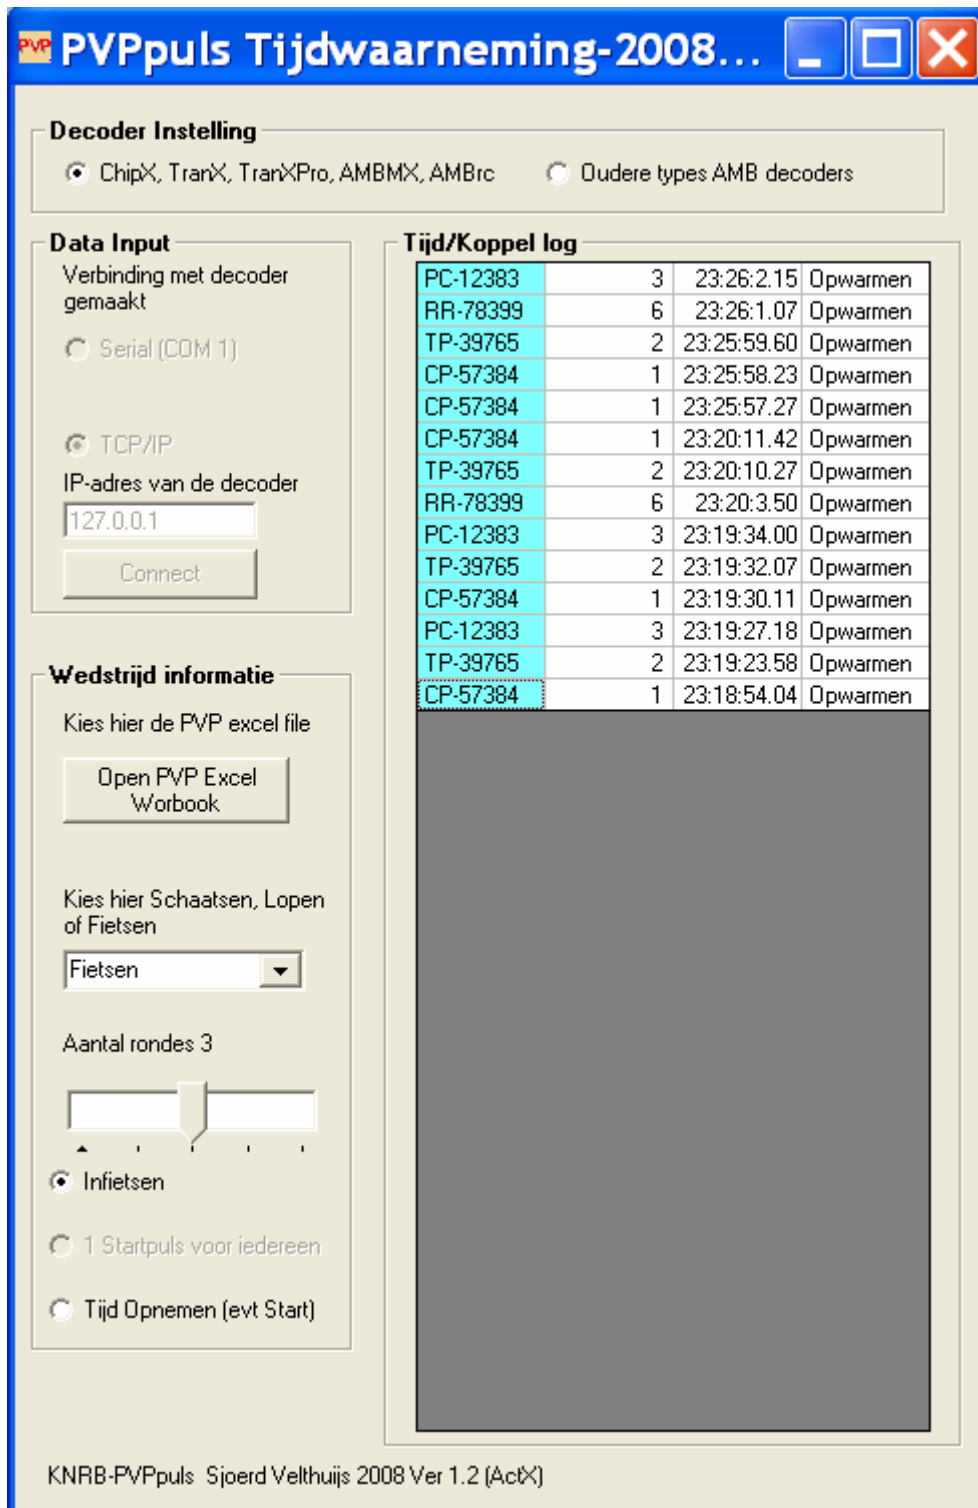 PVP PVPpuls Tijdwaarneming-2008...
Decoder Instelling
ChipX, TranX, TranXPro, AMBMX, AMBrc Oudere types AMB decoders
Data Input
Verbinding met decoder
gemaakt
Serial (COM 1)
TCP/IP
IP-adres van de decoder
127.0.0.1
Connect
Wedstrijd informatie
Kies hier de PVP excel file
Open PVP Excel
Worbook
Kies hier Schaatsen, Lopen
of Fietsen
Fietsen
Aantal rondes 3
Infietsen
1 Startpuls voor iedereen
Tijd Opnemen (evt Start)
Tijd/Koppel log
PC-12383 3 23:26:2.15 Opwarmen
RR-78399 6 23:26:1.07 Opwarmen
TP-39765 2 23:25:59.60 Opwarmen
CP-57384 1 23:25:58.23 Opwarmen
CP-57384 1 23:25:57.27 Opwarmen
CP-57384 1 23:20:11.42 Opwarmen
TP-39765 2 23:20:10.27 Opwarmen
RR-78399 6 23:20:3.50 Opwarmen
PC-12383 3 23:19:34.00 Opwarmen
TP-39765 2 23:19:32.07 Opwarmen
CP-57384 1 23:19:30.11 Opwarmen
PC-12383 3 23:19:27.18 Opwarmen
TP-39765 2 23:19:23.58 Opwarmen
CP-57384 1 23:18:54.04 Opwarmen
KNRB-PVPpuls Sjoerd Velthuijs 2008 Ver 1.2 (ActX)